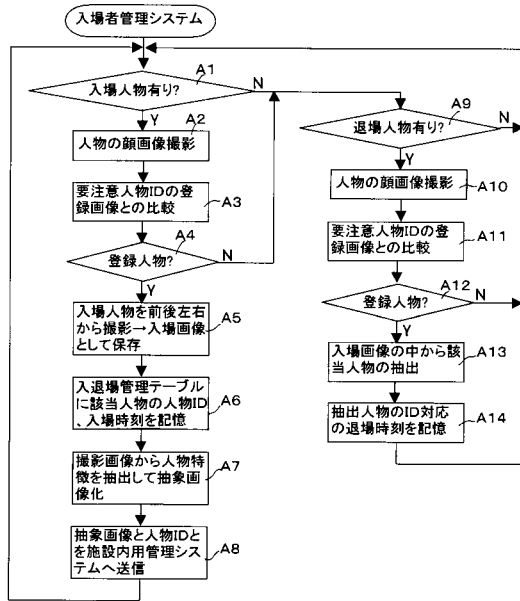 入場者管理システム
入場人物有り?
A1
N
Y
A2
人物の顔画像撮影
要注意人物IDの登
録画像との比較
A3
A4
登録人物?
N
Y
入場人物を前後左右
から撮影→入場画像
として保存
A5
入退場管理テーブル
に該当人物の人物ID
、入場時刻を記憶
A6
撮影画像から人物特
徴を抽出して抽象画
像化
A7
抽象画像と人物IDと
を施設内用管理シス
テムへ送信
A8
A9
退場人物有り?
N
Y
人物の顔画像撮影
A10
要注意人物IDの登
録画像との比較
A11
A12
登録人物?
N
Y
入場画像の中から該
当人物の抽出
A13
抽出人物のID対応
の退場時刻を記憶
A14